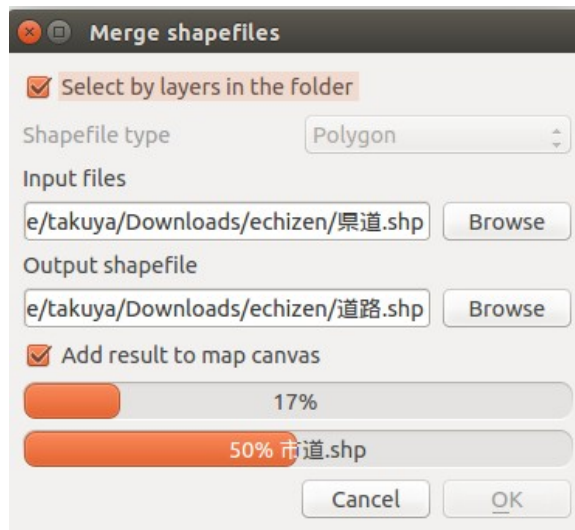 Merge shapefiles
Select by layers in the folder
Shapefile type Polygon
Input files
e/takuya/Downloads/echizen/県道.shp Browse
Output shapefile
e/takuya/Downloads/echizen/道路.shp Browse
Add result to map canvas
17%
50% 市道.shp
Cancel OK